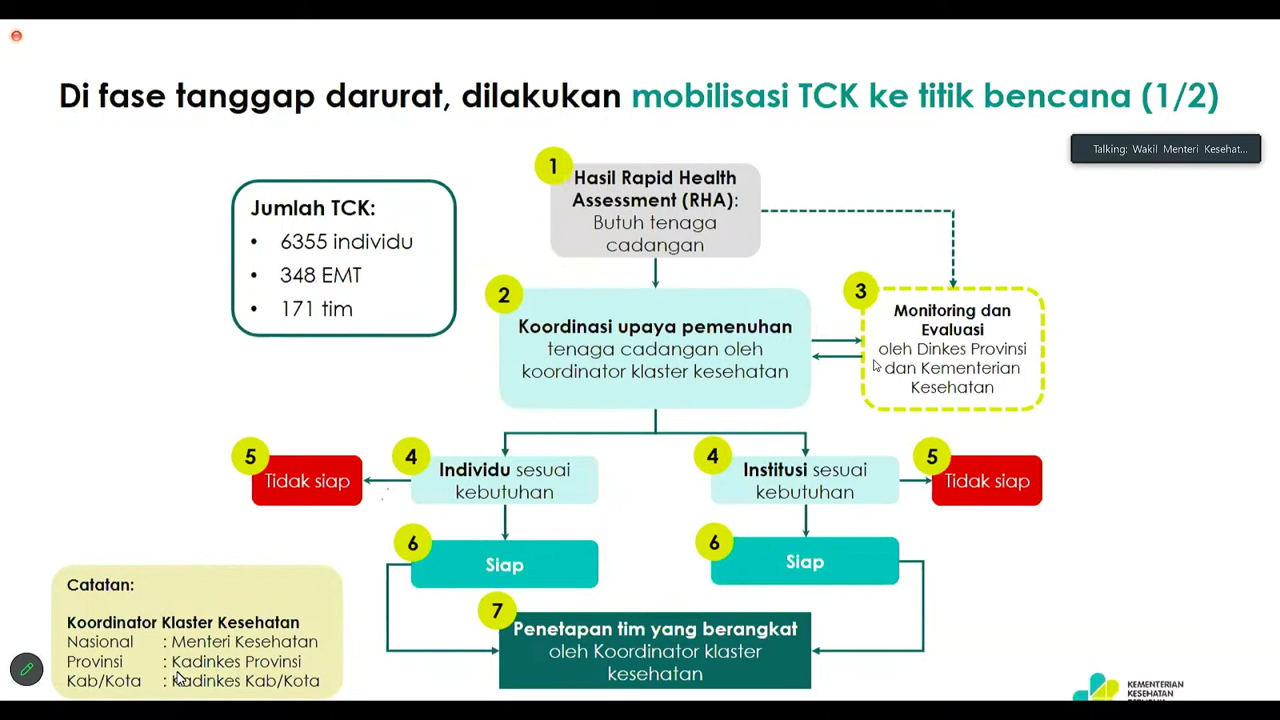 Di fase tanggap darurat, dilakukan mobilisasi TCK ke titik bencana (1/2)
Talking: Wakil Menteri Kesehat...
Jumlah TCK:
• 6355 individu
• 348 EMT
• 171 tim
1
Hasil Rapid Health
Assessment (RHA):
Butuh tenaga
cadangan
2
Koordinasi upaya pemenuhan
tenaga cadangan oleh
koordinator klaster kesehatan
3
Monitoring dan
Evaluasi
oleh Dinkes Provinsi
dan Kementerian
Kesehatan
5
Tidak siap
4
Individu sesuai
kebutuhan
4
Institusi sesuai
kebutuhan
5
Tidak siap
6
Siap
6
Siap
7
Penetapan tim yang berangkat
oleh Koordinator klaster
kesehatan
Catatan:
Koordinator Klaster Kesehatan
Nasional : Menteri Kesehatan
Provinsi : Kadinkes Provinsi
Kab/Kota : Kadinkes Kab/Kota
KEMENTERIAN
KESEHATAN